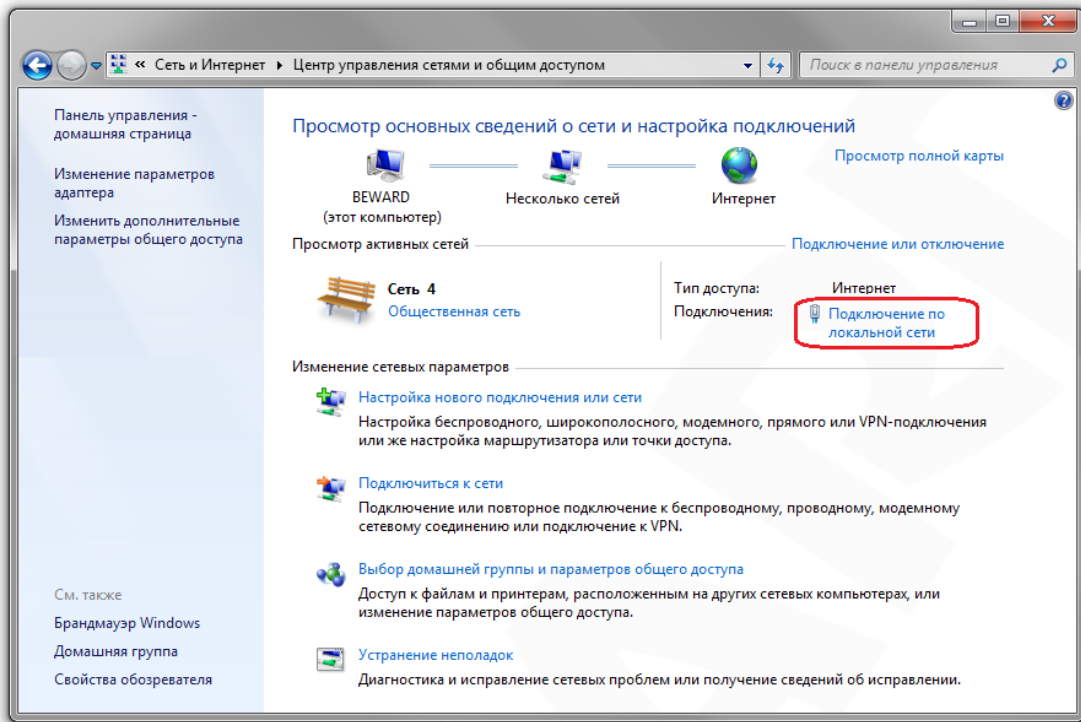 « Сеть и Интернет ▸ Центр управления сетями и общим доступом
Поиск в панели управления
Панель управления -
домашняя страница
Изменение параметров
адаптера
Изменить дополнительные
параметры общего доступа
См. также
Брандмауэр Windows
Домашняя группа
Свойства обозревателя
Просмотр основных сведений о сети и настройка подключений
BEWARD
(этот компьютер)
Несколько сетей
Интернет
Просмотр полной карты
Просмотр активных сетей
Подключение или отключение
Сеть 4
Общественная сеть
Тип доступа: Интернет
Подключения: Подключение по
локальной сети
Изменение сетевых параметров
Настройка нового подключения или сети
Настройка беспроводного, широкополосного, модемного, прямого или VPN-подключения
или же настройка маршрутизатора или точки доступа.
Подключиться к сети
Подключение или повторное подключение к беспроводному, проводному, модемному
сетевому соединению или подключение к VPN.
Выбор домашней группы и параметров общего доступа
Доступ к файлам и принтерам, расположенным на других сетевых компьютерах, или
изменение параметров общего доступа.
Устранение неполадок
Диагностика и исправление сетевых проблем или получение сведений об исправлении.